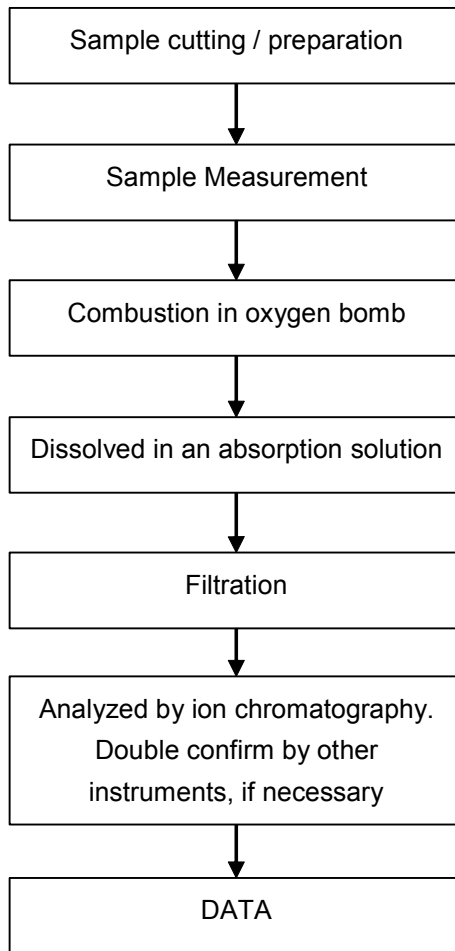 Sample cutting / preparation
Sample Measurement
Combustion in oxygen bomb
Dissolved in an absorption solution
Filtration
Analyzed by ion chromatography.
Double confirm by other
instruments, if necessary
DATA